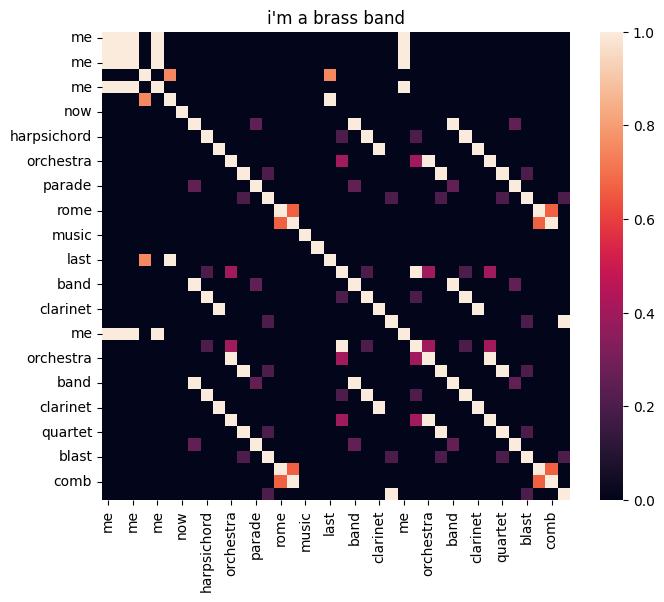 i'm a brass band
me
me
me
now
harpsichord
orchestra
parade
rome
music
last
band
clarinet
me
orchestra
band
clarinet
quartet
blast
comb
1.0
0.8
0.6
0.4
0.2
0.0
me
me
me
now
harpsichord
orchestra
parade
rome
music
last
band
clarinet
me
orchestra
band
clarinet
quartet
blast
comb